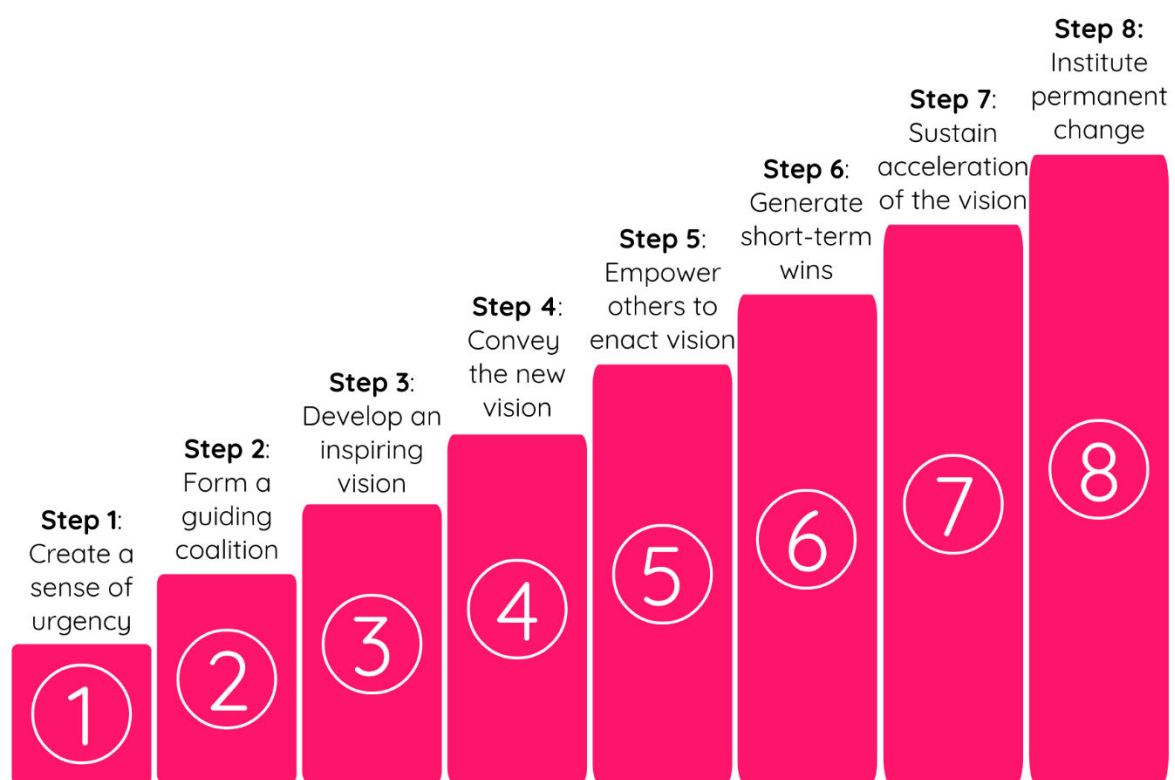 Step 1:
Create a
sense of
urgency
1
Step 2:
Form a
guiding
coalition
2
Step 3:
Develop an
inspiring
vision
3
Step 4:
Convey
the new
vision
4
Step 5:
Empower
others to
enact vision
5
Step 6:
Generate
short-term
wins
6
Step 7:
Sustain
acceleration
of the vision
7
Step 8:
Institute
permanent
change
8